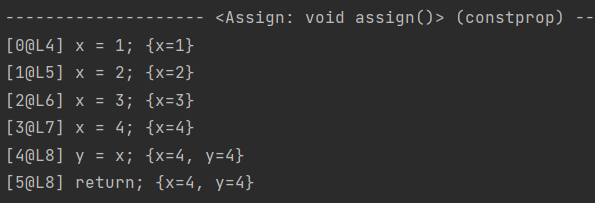 -------------------- <Assign: void assign()> (constprop) --
[0@L4] x = 1; {x=1}
[1@L5] x = 2; {x=2}
[2@L6] x = 3; {x=3}
[3@L7] x = 4; {x=4}
[4@L8] y = x; {x=4, y=4}
[5@L8] return; {x=4, y=4}